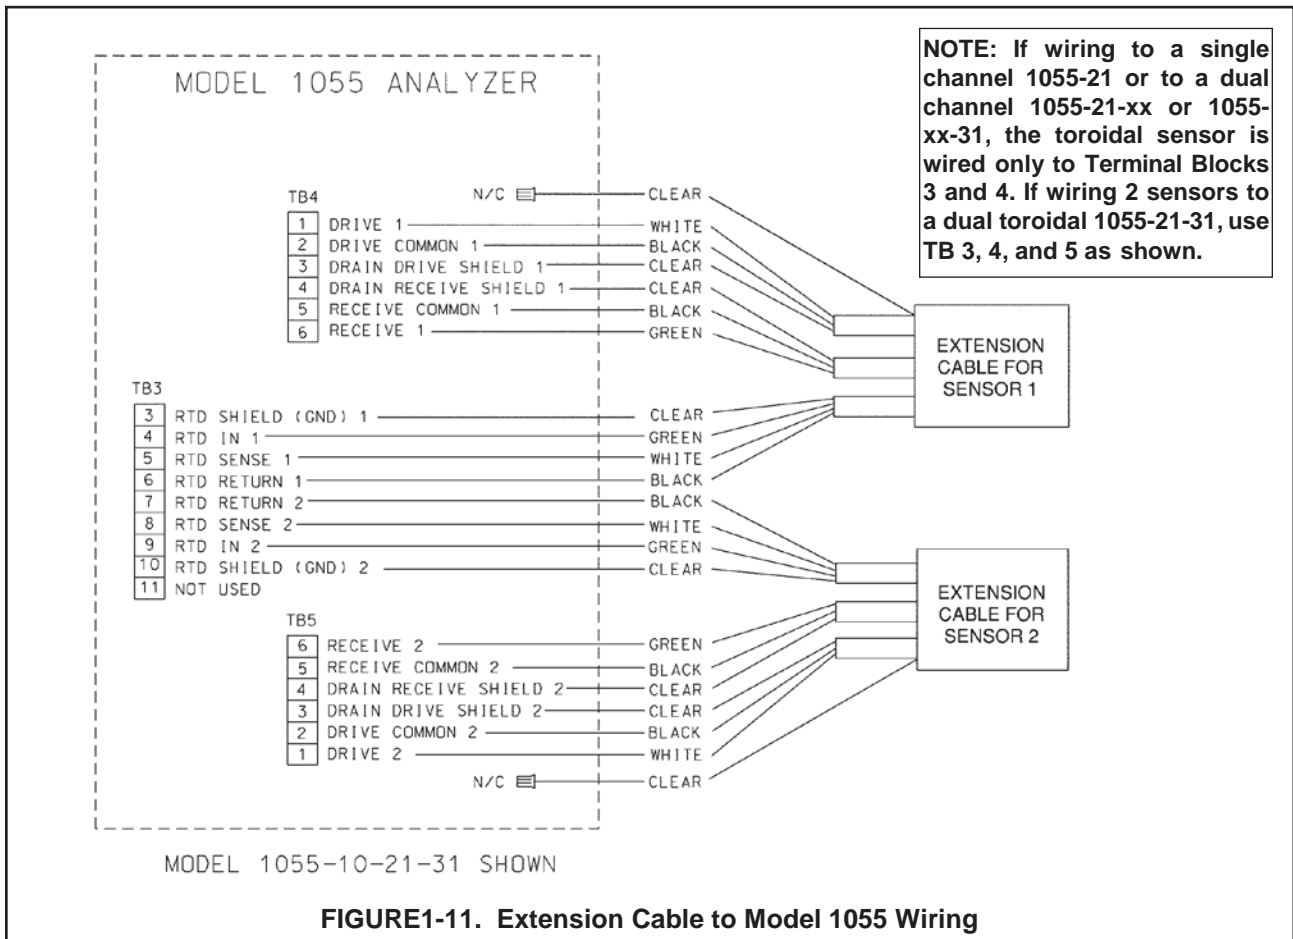 NOTE: If wiring to a single
channel 1055-21 or to a dual
channel 1055-21-xx or 1055-
xx-31, the toroidal sensor is
wired only to Terminal Blocks
3 and 4. If wiring 2 sensors to
a dual toroidal 1055-21-31, use
TB 3, 4, and 5 as shown.
MODEL 1055 ANALYZER
TB4
N/C CLEAR
1 DRIVE 1 WHITE
2 DRIVE COMMON 1 BLACK
3 DRAIN DRIVE SHIELD 1 CLEAR
4 DRAIN RECEIVE SHIELD 1 CLEAR
5 RECEIVE COMMON 1 BLACK
6 RECEIVE 1 GREEN
EXTENSION
CABLE FOR
SENSOR 1
TB3
3 RTD SHIELD (GND) 1 CLEAR
4 RTD IN 1 GREEN
5 RTD SENSE 1 WHITE
6 RTD RETURN 1 BLACK
7 RTD RETURN 2 BLACK
8 RTD SENSE 2 WHITE
9 RTD IN 2 GREEN
10 RTD SHIELD (GND) 2 CLEAR
11 NOT USED
EXTENSION
CABLE FOR
SENSOR 2
TB5
6 RECEIVE 2 GREEN
5 RECEIVE COMMON 2 BLACK
4 DRAIN RECEIVE SHIELD 2 CLEAR
3 DRAIN DRIVE SHIELD 2 CLEAR
2 DRIVE COMMON 2 BLACK
1 DRIVE 2 WHITE
N/C CLEAR
MODEL 1055-10-21-31 SHOWN
FIGURE1-11. Extension Cable to Model 1055 Wiring